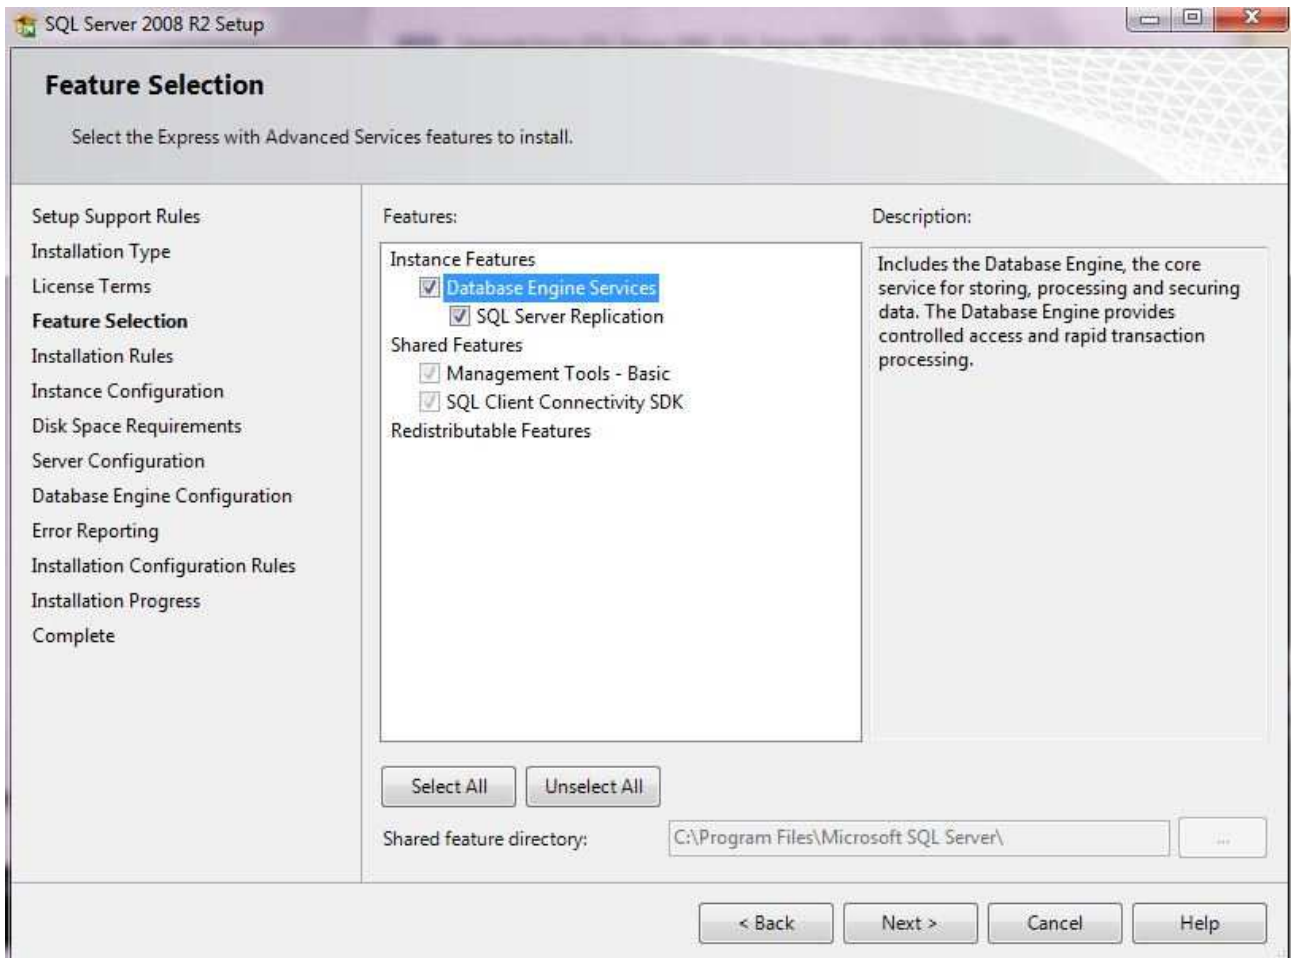 SQL Server 2008 R2 Setup
Feature Selection
Select the Express with Advanced Services features to install.
Setup Support Rules
Installation Type
License Terms
Feature Selection
Installation Rules
Instance Configuration
Disk Space Requirements
Server Configuration
Database Engine Configuration
Error Reporting
Installation Configuration Rules
Installation Progress
Complete
Features:
Instance Features
Database Engine Services
SQL Server Replication
Shared Features
Management Tools - Basic
SQL Client Connectivity SDK
Redistributable Features
Description:
Includes the Database Engine, the core
service for storing, processing and securing
data. The Database Engine provides
controlled access and rapid transaction
processing.
Select All
Unselect All
Shared feature directory:
C:\Program Files\Microsoft SQL Server\
...
< Back
Next >
Cancel
Help